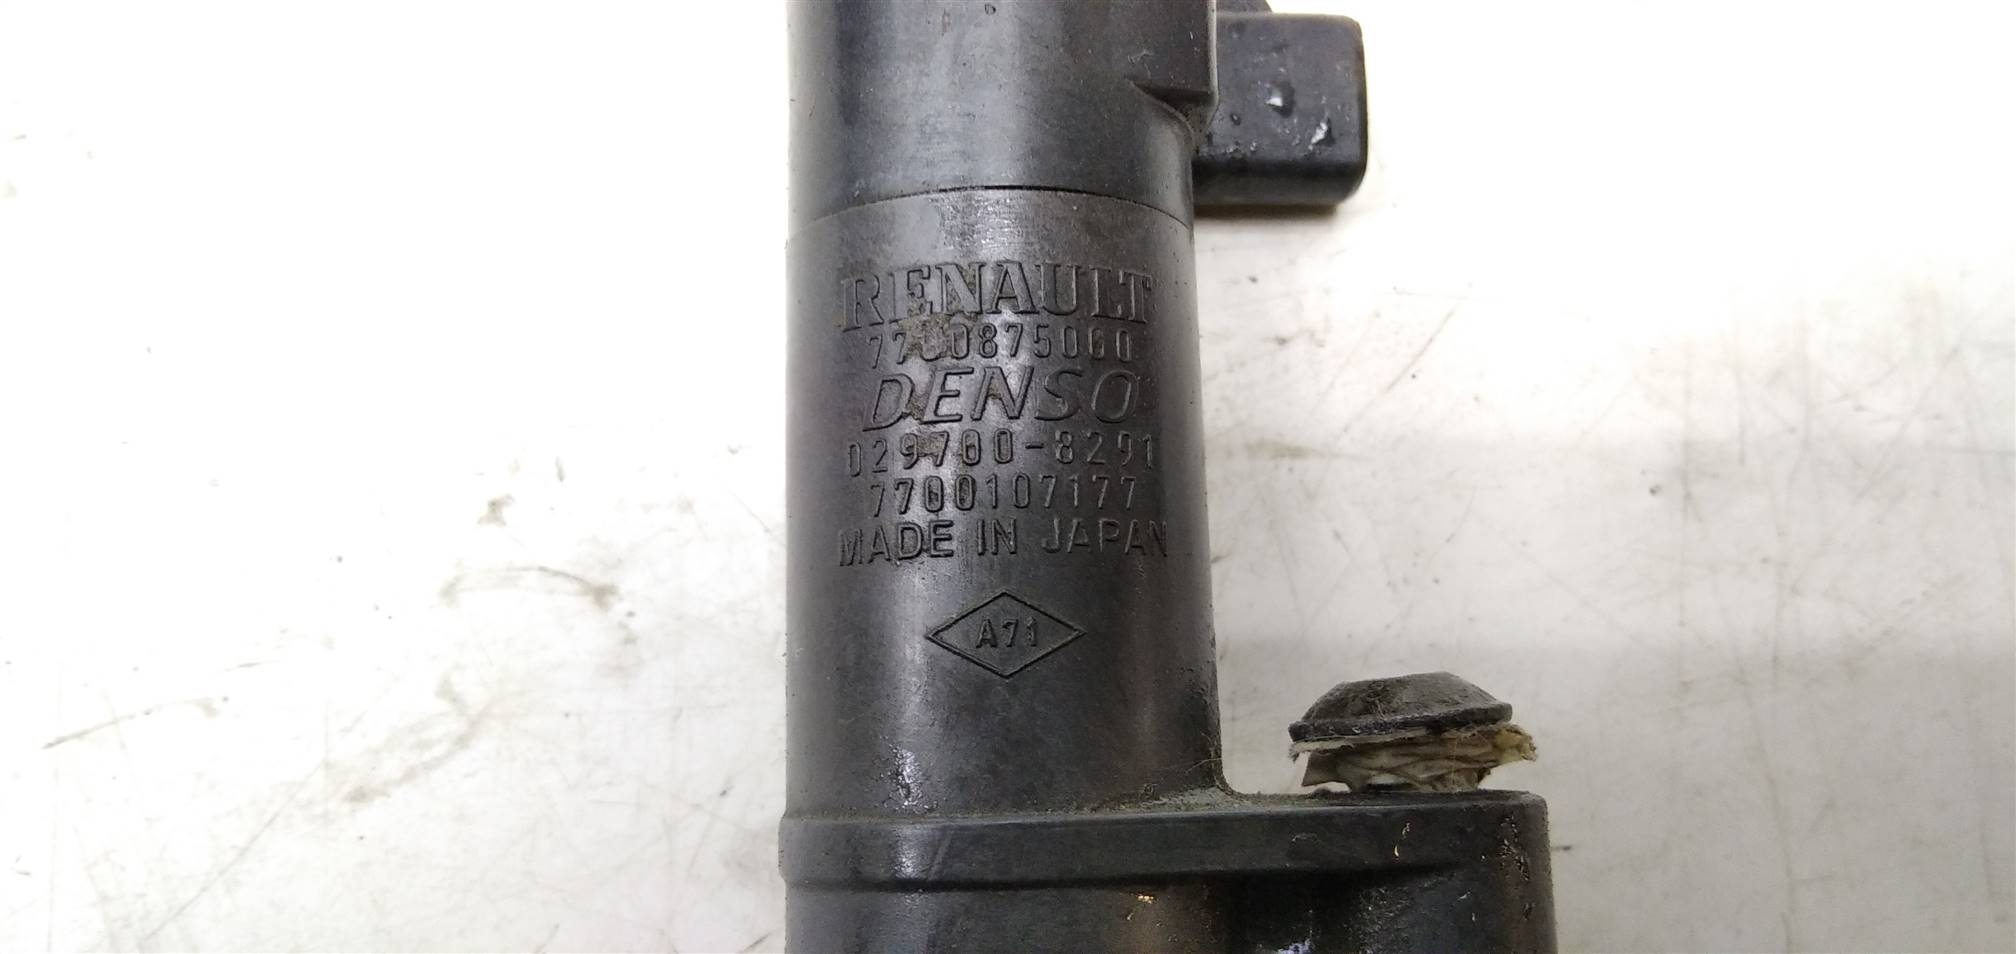 RENAULT
7700875000
DENSO
029700-8291
7700107177
MADE IN JAPAN
A71